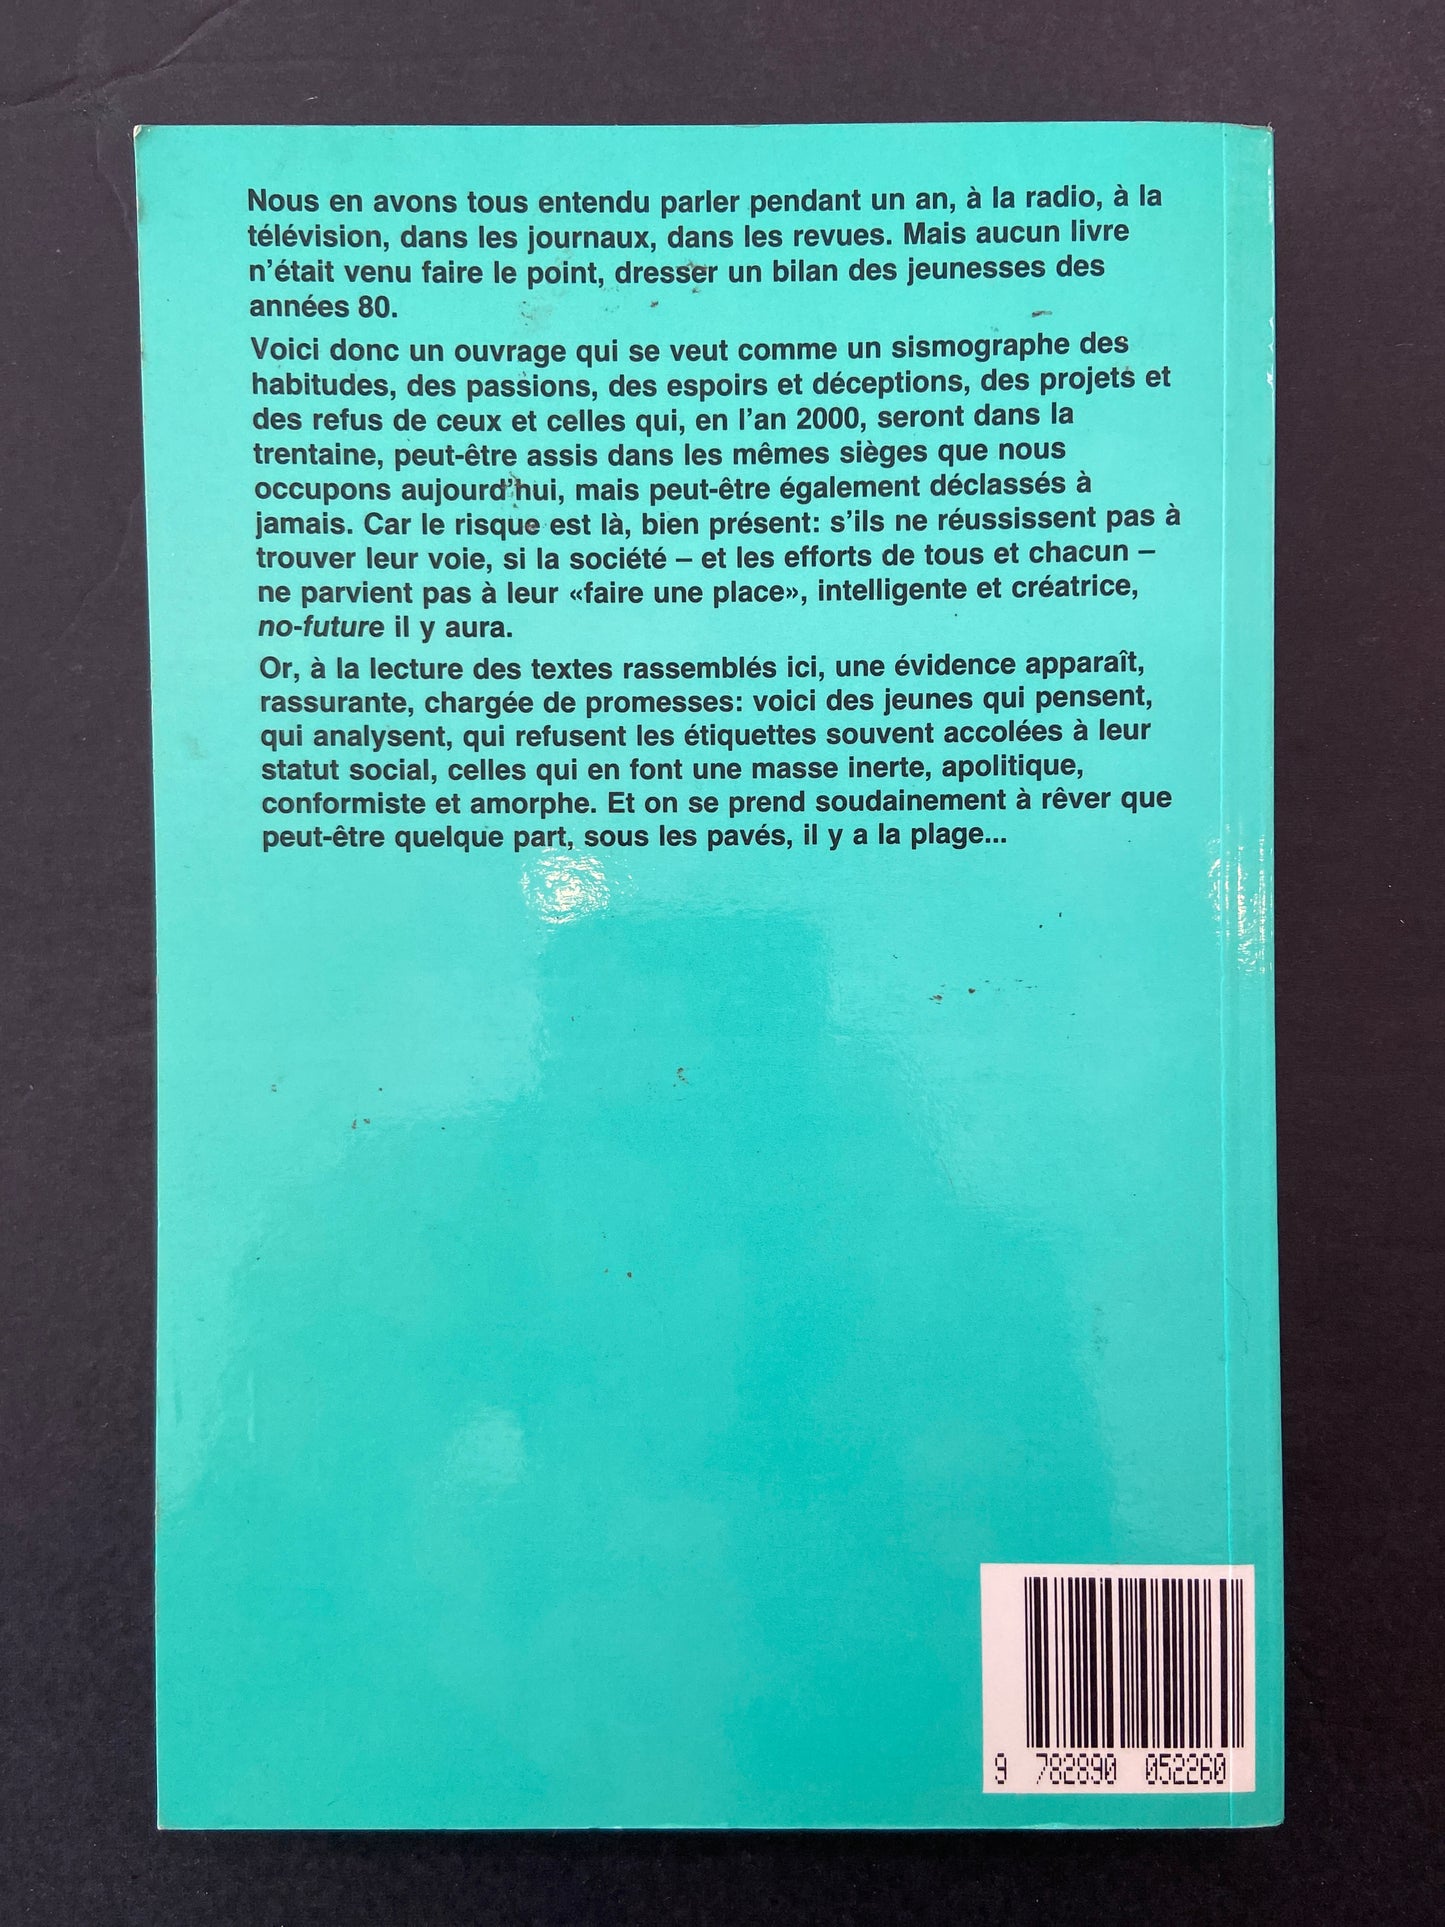 Nous en avons tous entendu parler pendant un an, à la radio, à la
télévision, dans les journaux, dans les revues. Mais aucun livre
n'était venu faire le point, dresser un bilan des jeunesses des
années 80.
Voici donc un ouvrage qui se veut comme un sismographe des
habitudes, des passions, des espoirs et déceptions, des projets et
des refus de ceux et celles qui, en l'an 2000, seront dans la
trentaine, peut-être assis dans les mêmes sièges que nous
occupons aujourd'hui, mais peut-être également déclassés à
jamais. Car le risque est là, bien présent: s'ils ne réussissent pas à
trouver leur voie, si la société – et les efforts de tous et chacun –
ne parvient pas à leur «faire une place», intelligente et créatrice,
no-future il y aura.
Or, à la lecture des textes rassemblés ici, une évidence apparaît,
rassurante, chargée de promesses: voici des jeunes qui pensent,
qui analysent, qui refusent les étiquettes souvent accolées à leur
statut social, celles qui en font une masse inerte, apolitique,
conformiste et amorphe. Et on se prend soudainement à rêver que
peut-être quelque part, sous les pavés, il y a la plage...
9 782890 052260